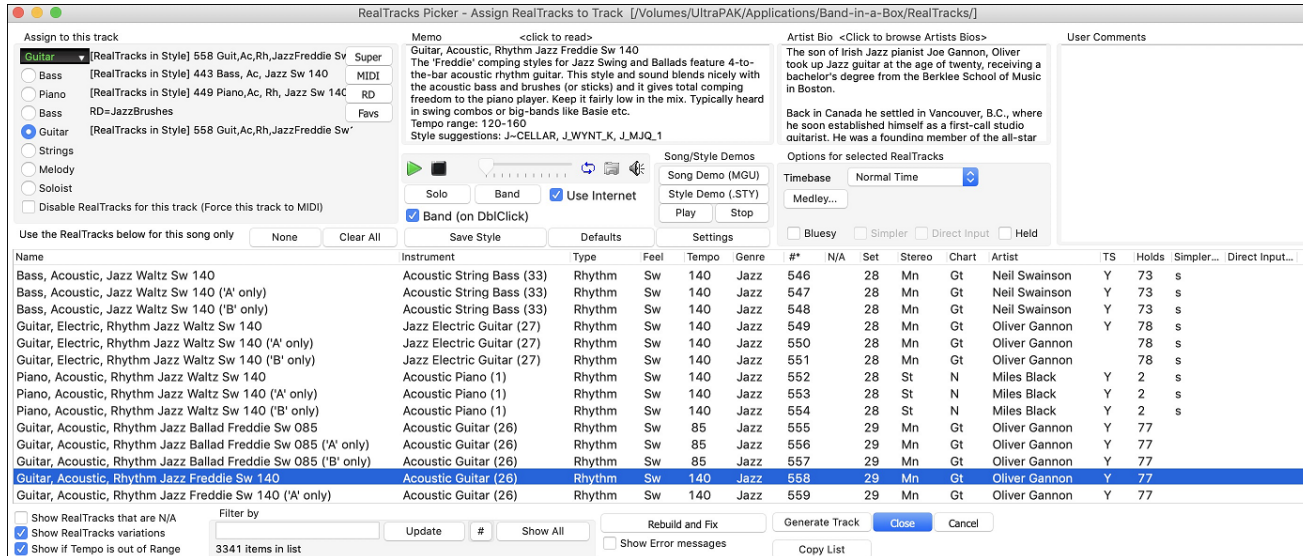 RealTracks Picker - Assign RealTracks to Track [/Volumes/UltraPAK/Applications/Band-in-a-Box/RealTracks/]
Assign to this track
Guitar [RealTracks in Style] 558 Guit,Ac,Rh,JazzFreddie Sw Super
Bass [RealTracks in Style] 443 Bass, Ac, Jazz Sw 140 MIDI
Piano [RealTracks in Style] 449 Piano,Ac, Rh, Jazz Sw 140 RD
Bass RD=JazzBrushes Favs
Guitar [RealTracks in Style] 558 Guit,Ac,Rh,JazzFreddie Sw
Strings
Melody
Soloist
Disable RealTracks for this track (Force this track to MIDI)
Use the RealTracks below for this song only None Clear All
Memo <click to read>
Guitar, Acoustic, Rhythm Jazz Freddie Sw 140
The 'Freddie' comping styles for Jazz Swing and Ballads feature 4-to-
the-bar acoustic rhythm guitar. This style and sound blends nicely with
the acoustic bass and brushes (or sticks) and it gives total comping
freedom to the piano player. Keep it fairly low in the mix. Typically heard
in swing combos or big-bands like Basie etc.
Tempo range: 120-160
Style suggestions: J~CELLAR, J_WYNT_K, J_MJQ_1
Solo Band Use Internet
Band (on DblClick)
Save Style Defaults Settings
Song/Style Demos
Song Demo (MGU)
Style Demo (.STY)
Play Stop
Artist Bio <Click to browse Artists Bios>
The son of Irish Jazz pianist Joe Gannon, Oliver
took up Jazz guitar at the age of twenty, receiving a
bachelor's degree from the Berklee School of Music
in Boston.
Back in Canada he settled in Vancouver, B.C., where
he soon established himself as a first-call studio
guitarist. He was a founding member of the all-star
Options for selected RealTracks
Timebase Normal Time
Medley...
Bluesy Simpler Direct Input Held
User Comments
Name Instrument Type Feel Tempo Genre #* N/A Set Stereo Chart Artist TS Holds Simpler... Direct Input...
Bass, Acoustic, Jazz Waltz Sw 140 Acoustic String Bass (33) Rhythm Sw 140 Jazz 546 28 Mn Gt Neil Swainson Y 73 s
Bass, Acoustic, Jazz Waltz Sw 140 ('A' only) Acoustic String Bass (33) Rhythm Sw 140 Jazz 547 28 Mn Gt Neil Swainson Y 73 s
Bass, Acoustic, Jazz Waltz Sw 140 ('B' only) Acoustic String Bass (33) Rhythm Sw 140 Jazz 548 28 Mn Gt Neil Swainson Y 73 s
Guitar, Electric, Rhythm Jazz Waltz Sw 140 Jazz Electric Guitar (27) Rhythm Sw 140 Jazz 549 28 Mn Gt Oliver Gannon Y 78 s
Guitar, Electric, Rhythm Jazz Waltz Sw 140 ('A' only) Jazz Electric Guitar (27) Rhythm Sw 140 Jazz 550 28 Mn Gt Oliver Gannon 78 s
Guitar, Electric, Rhythm Jazz Waltz Sw 140 ('B' only) Jazz Electric Guitar (27) Rhythm Sw 140 Jazz 551 28 Mn Gt Oliver Gannon 78 s
Piano, Acoustic, Rhythm Jazz Waltz Sw 140 Acoustic Piano (1) Rhythm Sw 140 Jazz 552 28 St N Miles Black Y 2 s
Piano, Acoustic, Rhythm Jazz Waltz Sw 140 ('A' only) Acoustic Piano (1) Rhythm Sw 140 Jazz 553 28 St N Miles Black Y 2 s
Piano, Acoustic, Rhythm Jazz Waltz Sw 140 ('B' only) Acoustic Piano (1) Rhythm Sw 140 Jazz 554 28 St N Miles Black Y 2 s
Guitar, Acoustic, Rhythm Jazz Ballad Freddie Sw 085 Acoustic Guitar (26) Rhythm Sw 85 Jazz 555 29 Mn Gt Oliver Gannon Y 77
Guitar, Acoustic, Rhythm Jazz Ballad Freddie Sw 085 ('A' only) Acoustic Guitar (26) Rhythm Sw 85 Jazz 556 29 Mn Gt Oliver Gannon Y 77
Guitar, Acoustic, Rhythm Jazz Ballad Freddie Sw 085 ('B' only) Acoustic Guitar (26) Rhythm Sw 85 Jazz 557 29 Mn Gt Oliver Gannon Y 77
Guitar, Acoustic, Rhythm Jazz Freddie Sw 140 Acoustic Guitar (26) Rhythm Sw 140 Jazz 558 29 Mn Gt Oliver Gannon Y 77
Guitar, Acoustic, Rhythm Jazz Freddie Sw 140 ('A' only) Acoustic Guitar (26) Rhythm Sw 140 Jazz 559 29 Mn Gt Oliver Gannon Y 77
Show RealTracks that are N/A
Show RealTracks variations
Show if Tempo is out of Range
Filter by
Update # Show All
3341 items in list
Rebuild and Fix Generate Track Close Cancel
Show Error messages Copy List